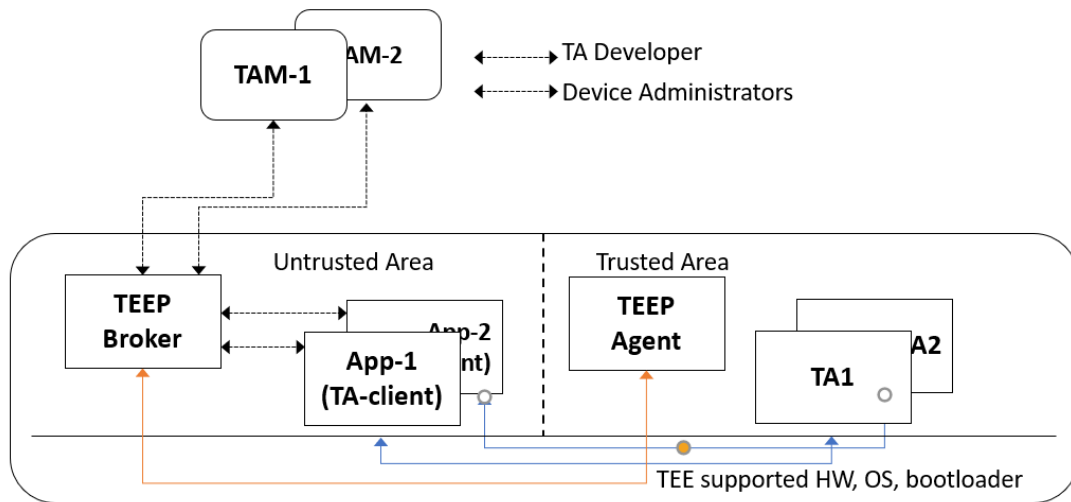 TAM-1
AM-2
TA Developer
Device Administrators
Untrusted Area
Trusted Area
TEEP
Broker
App-2
nt)
App-1
(TA-client)
TEEP
Agent
A2
TA1
TEE supported HW, OS, bootloader